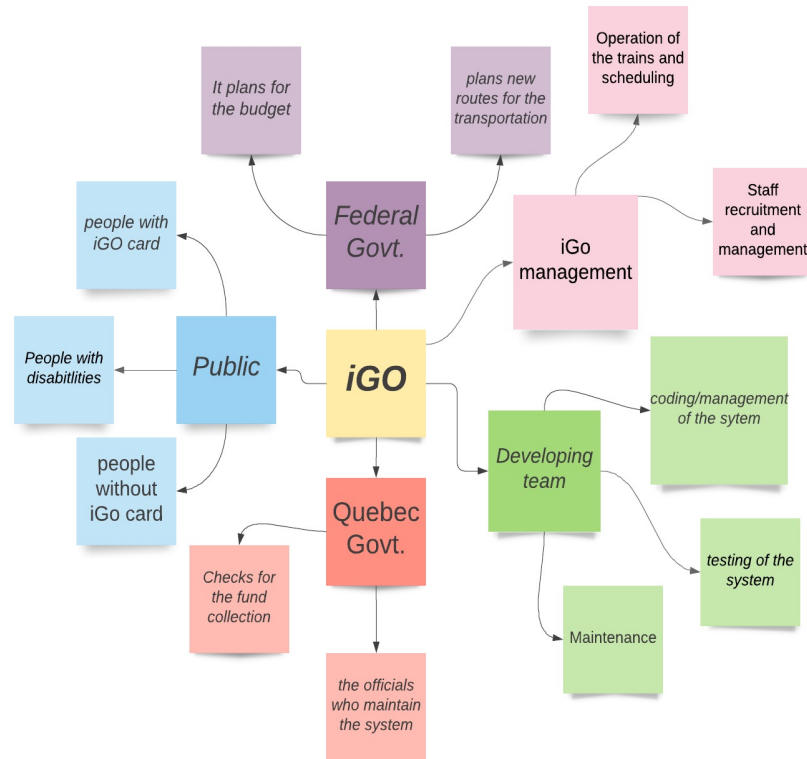 Operation of
the trains and
scheduling
It plans for
the budget
plans new
routes for the
transportation
Staff
recruitment
and
management
people with
iGO card
Federal
Govt.
iGo
management
People with
disabitlities
Public
iGO
coding/management
of the sytem
people
without
iGo card
Developing
team
Quebec
Govt.
testing of the
system
Checks for
the fund
collection
Maintenance
the officials
who maintain
the system